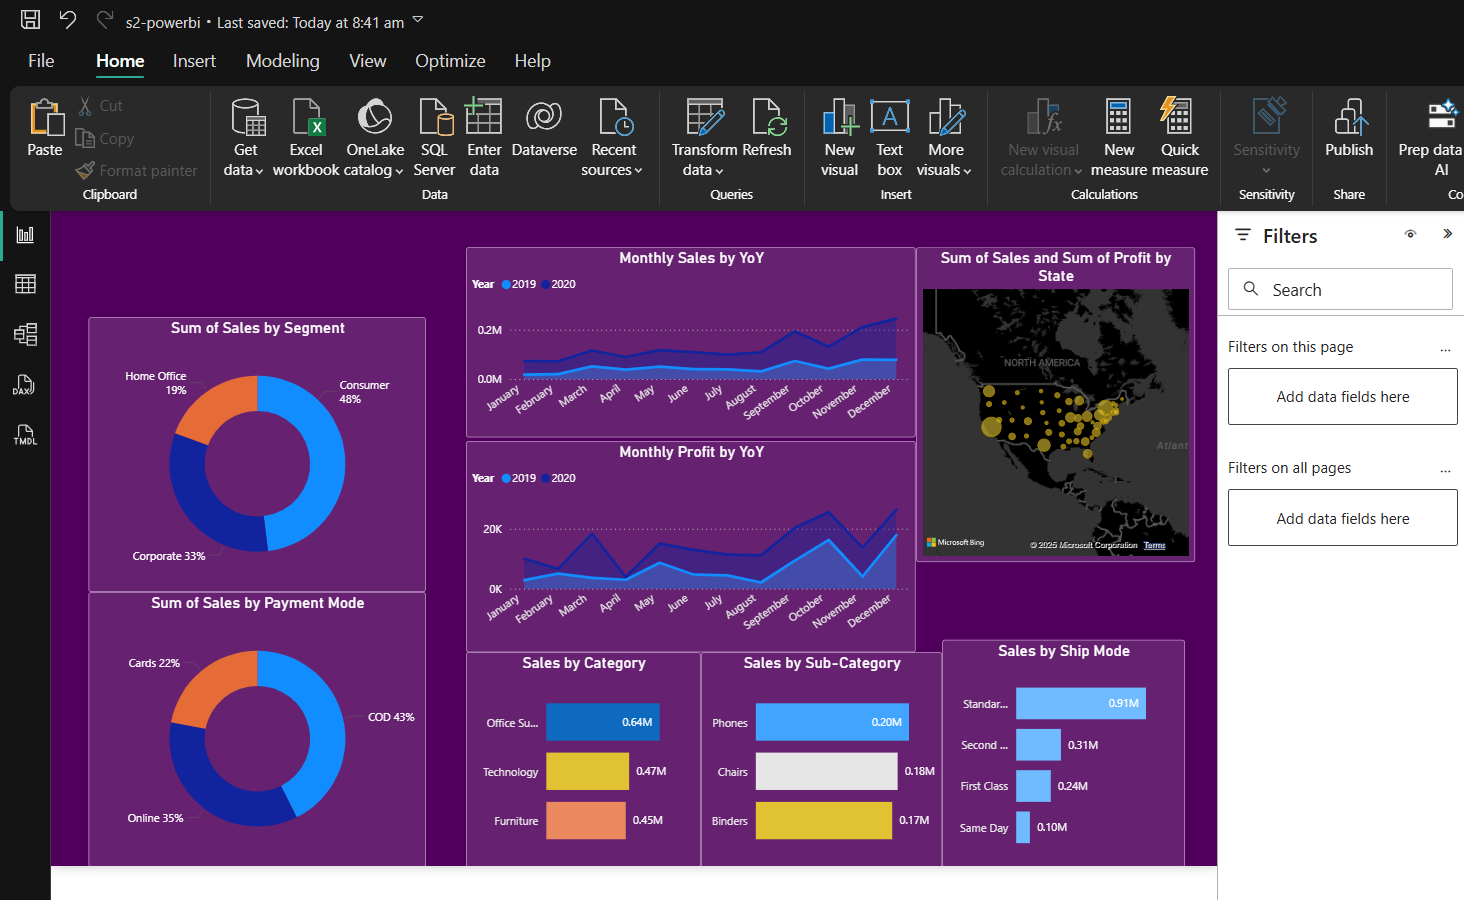 s2-powerbi • Last saved: Today at 8:41 am
File Home Insert Modeling View Optimize Help
Paste
Cut
Copy
Format painter
Clipboard
Get data
Excel workbook
OneLake catalog
SQL Server
Enter data
Dataverse
Recent sources
Data
Transform data
Refresh
Queries
New visual
Text box
More visuals
Insert
New visual calculation
New measure
Quick measure
Calculations
Sensitivity
Sensitivity
Publish
Share
Prep data
AI
Co
DAX
TMDL
Sum of Sales by Segment
Home Office
19%
Consumer
48%
Corporate 33%
Sum of Sales by Payment Mode
Cards 22%
COD 43%
Online 35%
Monthly Sales by YoY
Year 2019 2020
0.2M
0.0M
January February March April May June July August September October November December
Monthly Profit by YoY
Year 2019 2020
20K
0K
January February March April May June July August September October November December
Sum of Sales and Sum of Profit by
State
NORTH AMERICA
Atlant
Microsoft Bing
© 2025 Microsoft Corporation Terms
Sales by Category
Office Su... 0.64M
Technology 0.47M
Furniture 0.45M
Sales by Sub-Category
Phones 0.20M
Chairs 0.18M
Binders 0.17M
Sales by Ship Mode
Standar... 0.91M
Second ... 0.31M
First Class 0.24M
Same Day 0.10M
Filters
Search
Filters on this page ...
Add data fields here
Filters on all pages ...
Add data fields here